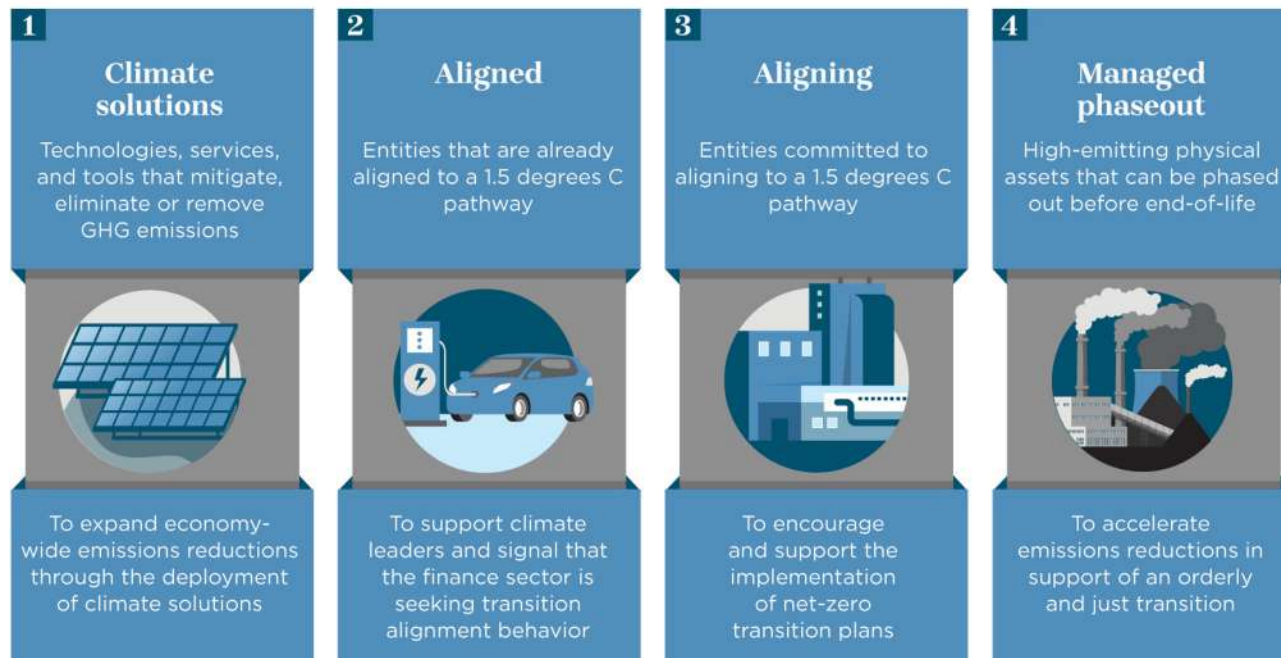 1
Climate
solutions
Technologies, services,
and tools that mitigate,
eliminate or remove
GHG emissions
To expand economy-
wide emissions reductions
through the deployment
of climate solutions
2
Aligned
Entities that are already
aligned to a 1.5 degrees C
pathway
To support climate
leaders and signal that
the finance sector is
seeking transition
alignment behavior
3
Aligning
Entities committed to
aligning to a 1.5 degrees C
pathway
To encourage
and support the
implementation
of net-zero
transition plans
4
Managed
phaseout
High-emitting physical
assets that can be phased
out before end-of-life
To accelerate
emissions reductions in
support of an orderly
and just transition